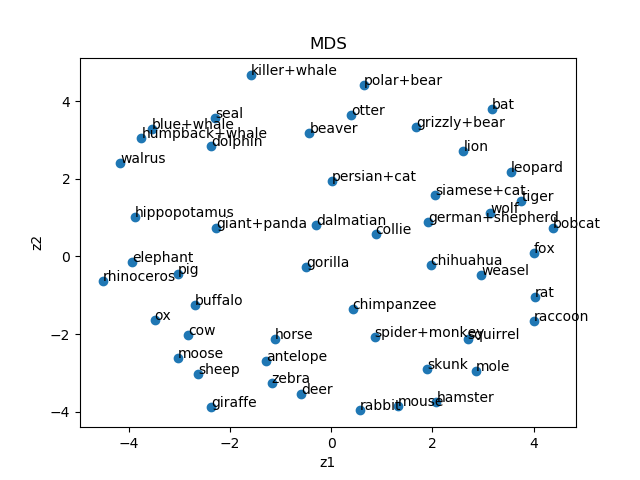 MDS
killer+whale
polar+bear
bat
otter
seal
grizzly+bear
blue+whale
beaver
humpback+whale
dolphin
lion
walrus
leopard
persian+cat
siamese+cat
tiger
wolf
hippopotamus
giant+panda
dalmatian
german+shepherd
bobcat
collie
fox
elephant
gorilla
chihuahua
pig
weasel
rhinoceros
rat
buffalo
chimpanzee
ox
raccoon
cow
horse
spider+monkey
squirrel
moose
antelope
sheep
skunk
mole
zebra
deer
giraffe
rabbit
mouse
hamster
4
2
0
−2
−4
z2
−4
−2
0
2
4
z1